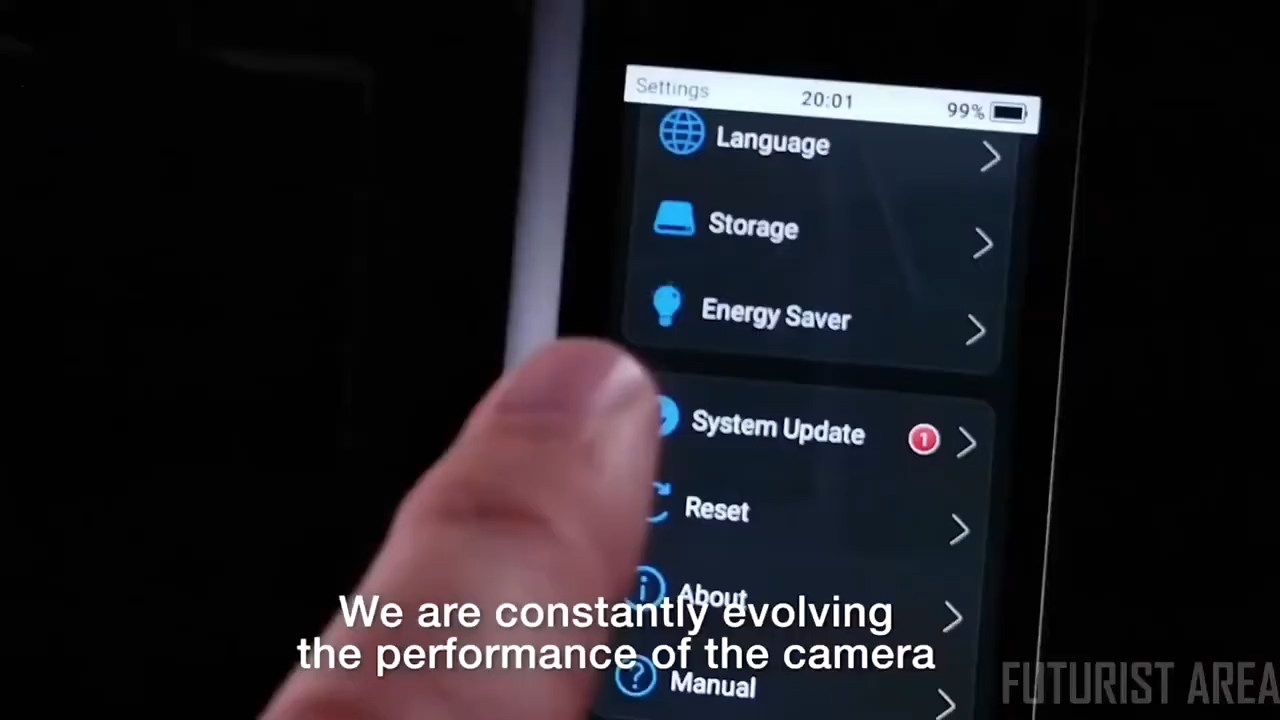 Settings 20:01 99%
Language
Storage
Energy Saver
System Update 1
Reset
About
We are constantly evolving
the performance of the camera
Manual
FUTURIST AREA